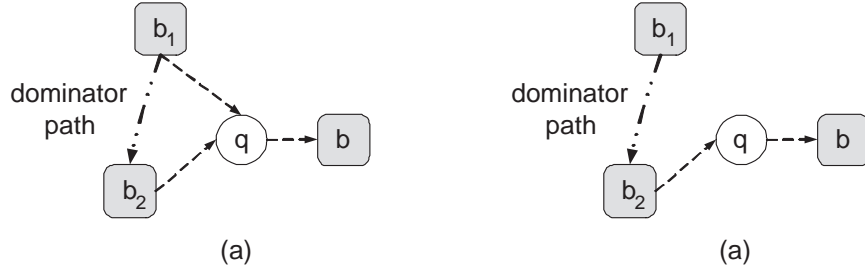 b1
dominator
path
q
b
b2
(a)
b1
dominator
path
q
b
b2
(a)